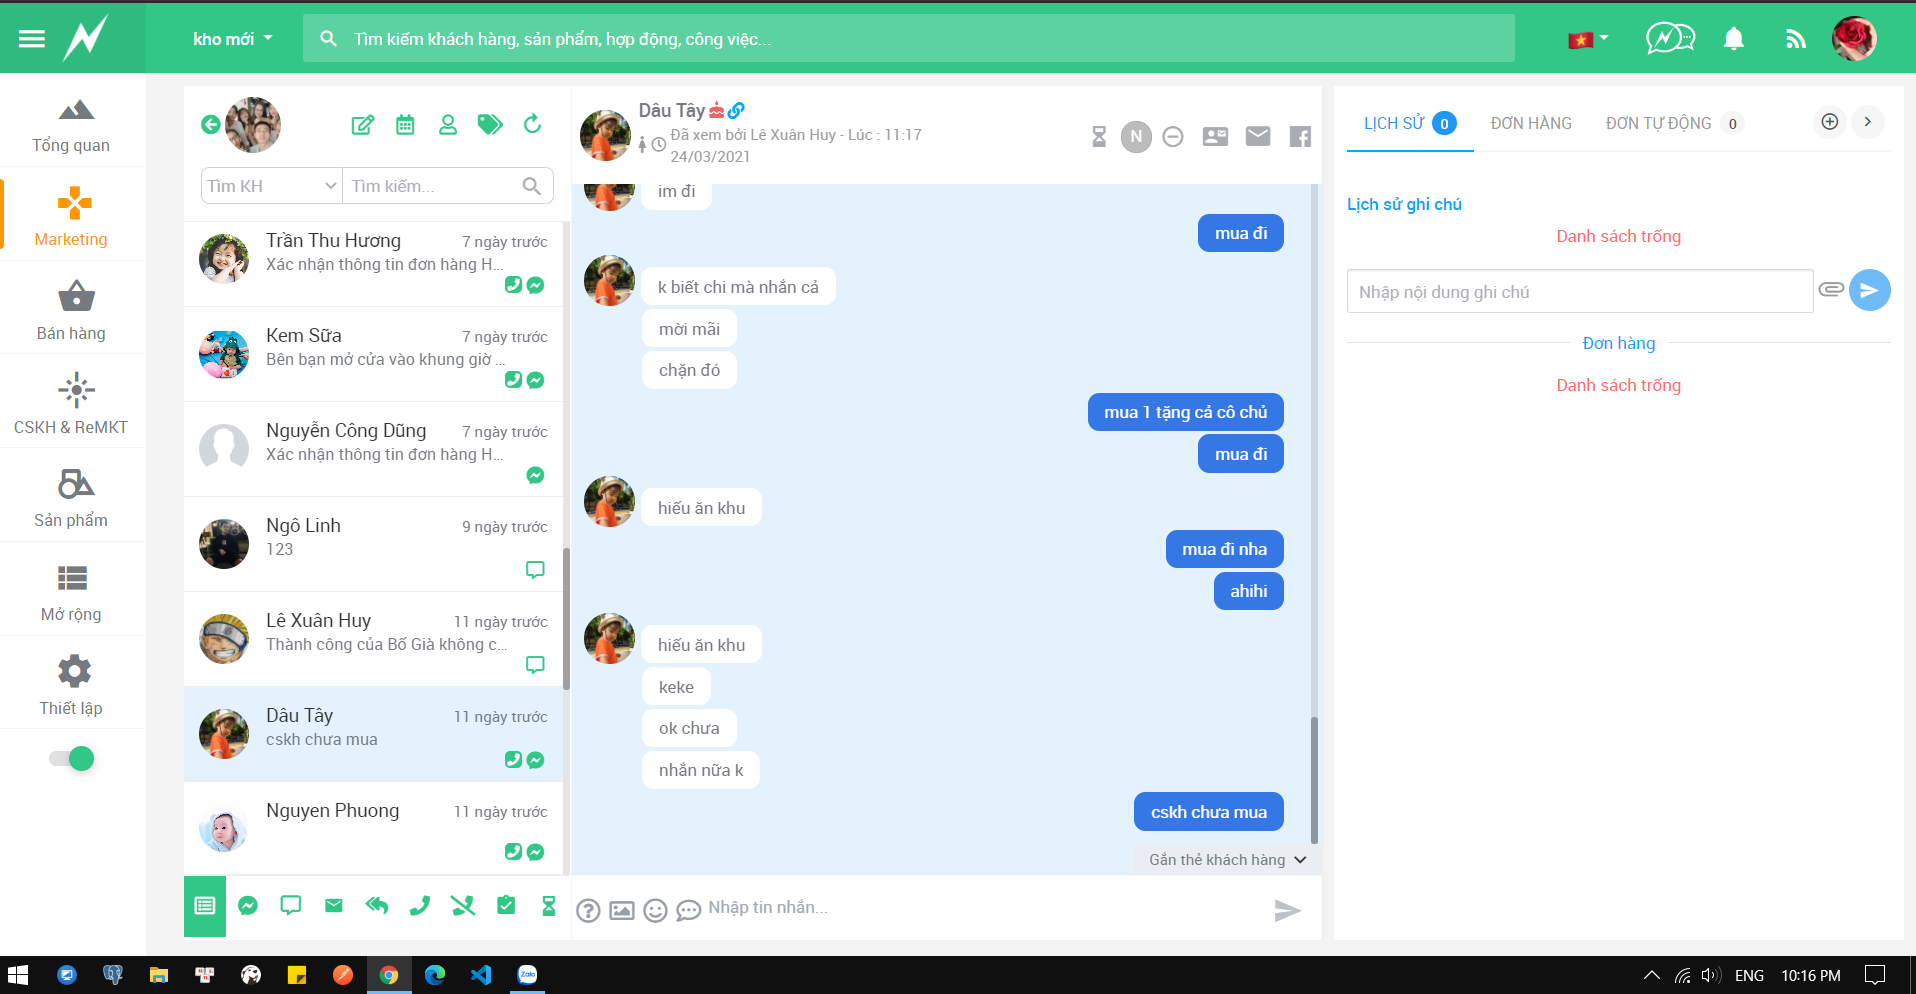 kho mới
Tìm kiếm khách hàng, sản phẩm, hợp động, công việc...
Tổng quan
Marketing
Bán hàng
CSKH & ReMKT
Sản phẩm
Mở rộng
Thiết lập
Tìm KH
Tìm kiếm...
Trần Thu Hương
7 ngày trước
Xác nhận thông tin đơn hàng H...
Kem Sữa
7 ngày trước
Bên bạn mở cửa vào khung giờ ...
Nguyễn Công Dũng
7 ngày trước
Xác nhận thông tin đơn hàng H...
Ngô Linh
9 ngày trước
123
Lê Xuân Huy
11 ngày trước
Thành công của Bố Già không c...
Dâu Tây
11 ngày trước
cskh chưa mua
Nguyen Phuong
11 ngày trước
Dâu Tây
Đã xem bởi Lê Xuân Huy - Lúc : 11:17
24/03/2021
N
im đi
mua đi
k biết chi mà nhắn cả
mời mãi
chặn đó
mua 1 tặng cả cô chủ
mua đi
hiếu ăn khu
mua đi nha
ahihi
hiếu ăn khu
keke
ok chưa
nhắn nữa k
cskh chưa mua
Gắn thẻ khách hàng
Nhập tin nhắn...
LỊCH SỬ 0
ĐƠN HÀNG
ĐƠN TỰ ĐỘNG 0
Lịch sử ghi chú
Danh sách trống
Nhập nội dung ghi chú
Đơn hàng
Danh sách trống
Zalo
ENG
10:16 PM